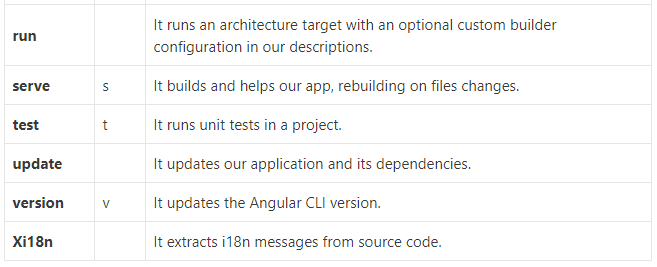 run It runs an architecture target with an optional custom builder
configuration in our descriptions.
serve s It builds and helps our app, rebuilding on files changes.
test t It runs unit tests in a project.
update It updates our application and its dependencies.
version v It updates the Angular CLI version.
Xi18n It extracts i18n messages from source code.